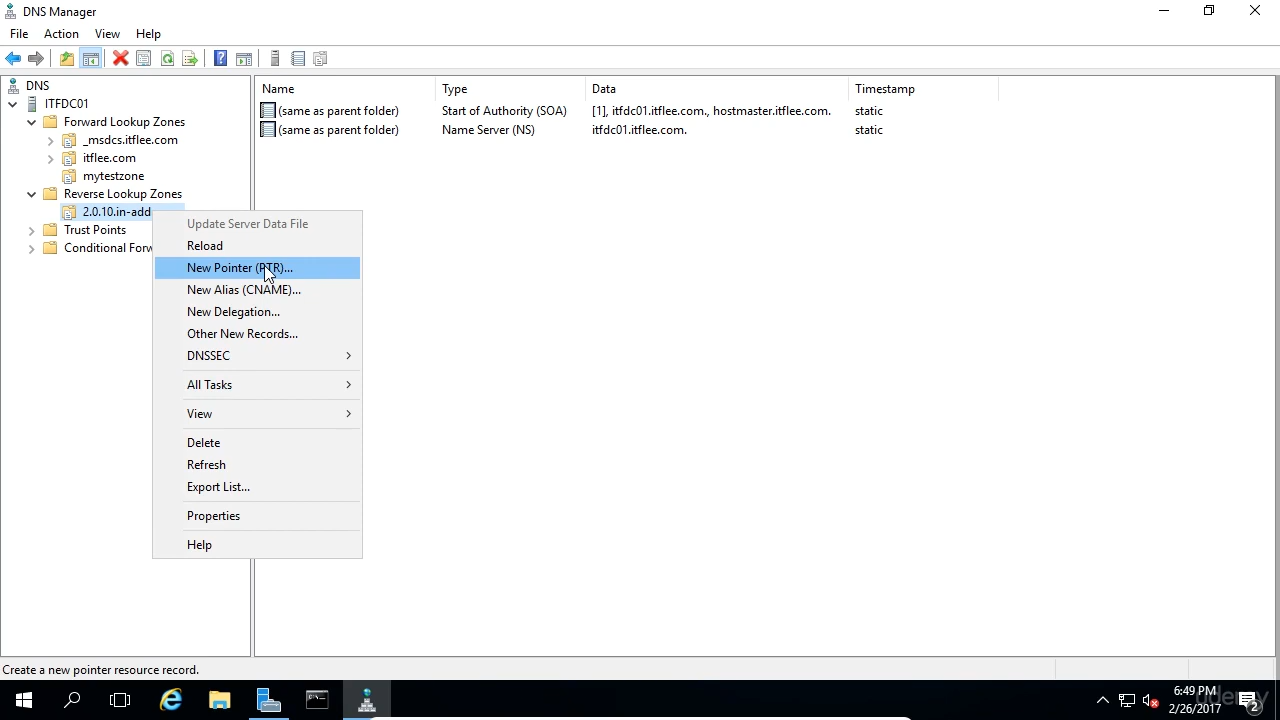 DNS Manager
File Action View Help
DNS
ITFDC01
Forward Lookup Zones
_msdcs.itflee.com
itflee.com
mytestzone
Reverse Lookup Zones
2.0.10.in-add
Trust Points
Conditional Forw
Name Type Data Timestamp
(same as parent folder) Start of Authority (SOA) [1], itfdc01.itflee.com., hostmaster.itflee.com. static
(same as parent folder) Name Server (NS) itfdc01.itflee.com. static
Update Server Data File
Reload
New Pointer (PTR)...
New Alias (CNAME)...
New Delegation...
Other New Records...
DNSSEC
All Tasks
View
Delete
Refresh
Export List...
Properties
Help
Create a new pointer resource record.
6:49 PM
2/26/2017
udemy
2